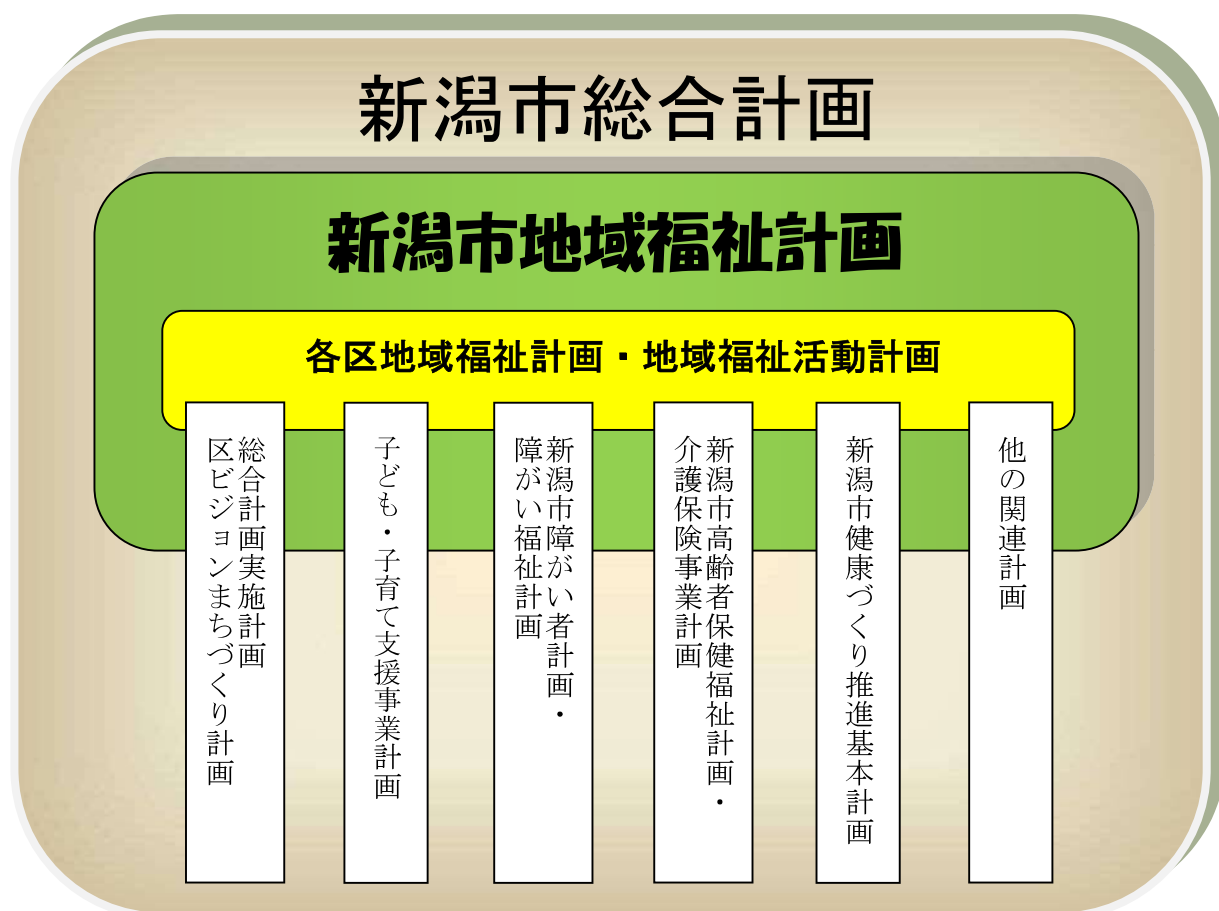 新潟市総合計画
新潟市地域福祉計画
各区地域福祉計画・地域福祉活動計画
総合計画実施計画
区ビジョンまちづくり計画
子ども・子育て支援事業計画
新潟市障がい者計画・
障がい福祉計画
新潟市高齢者保健福祉計画・
介護保険事業計画
新潟市健康づくり推進基本計画
他の関連計画